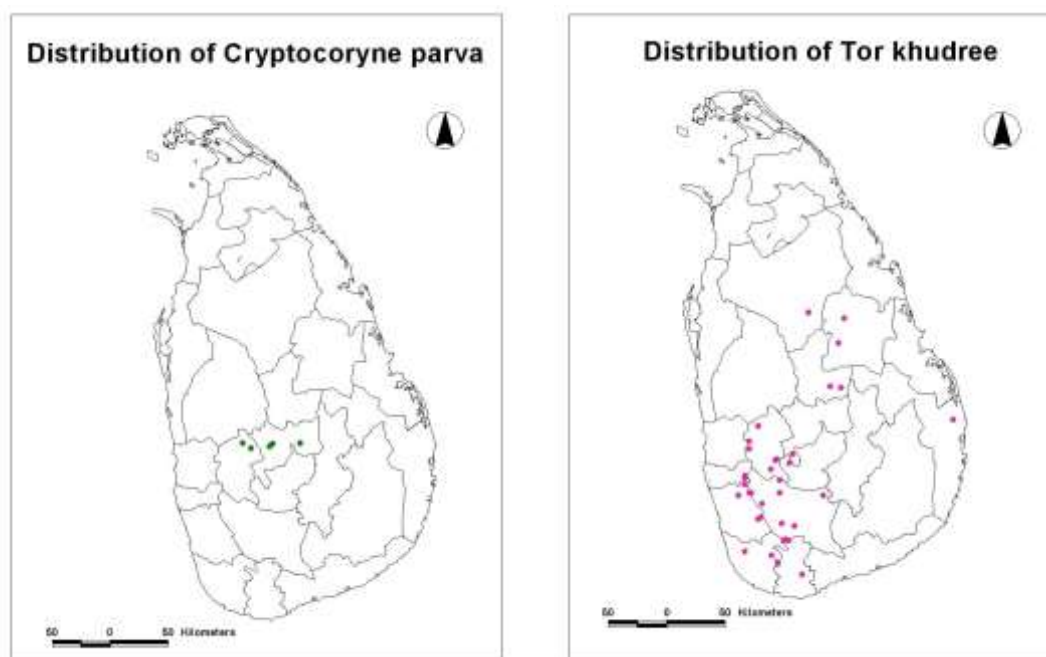 Distribution of Cryptocoryne parva
50 0 50 Kilometers
Distribution of Tor khudree
50 0 50 Kilometers